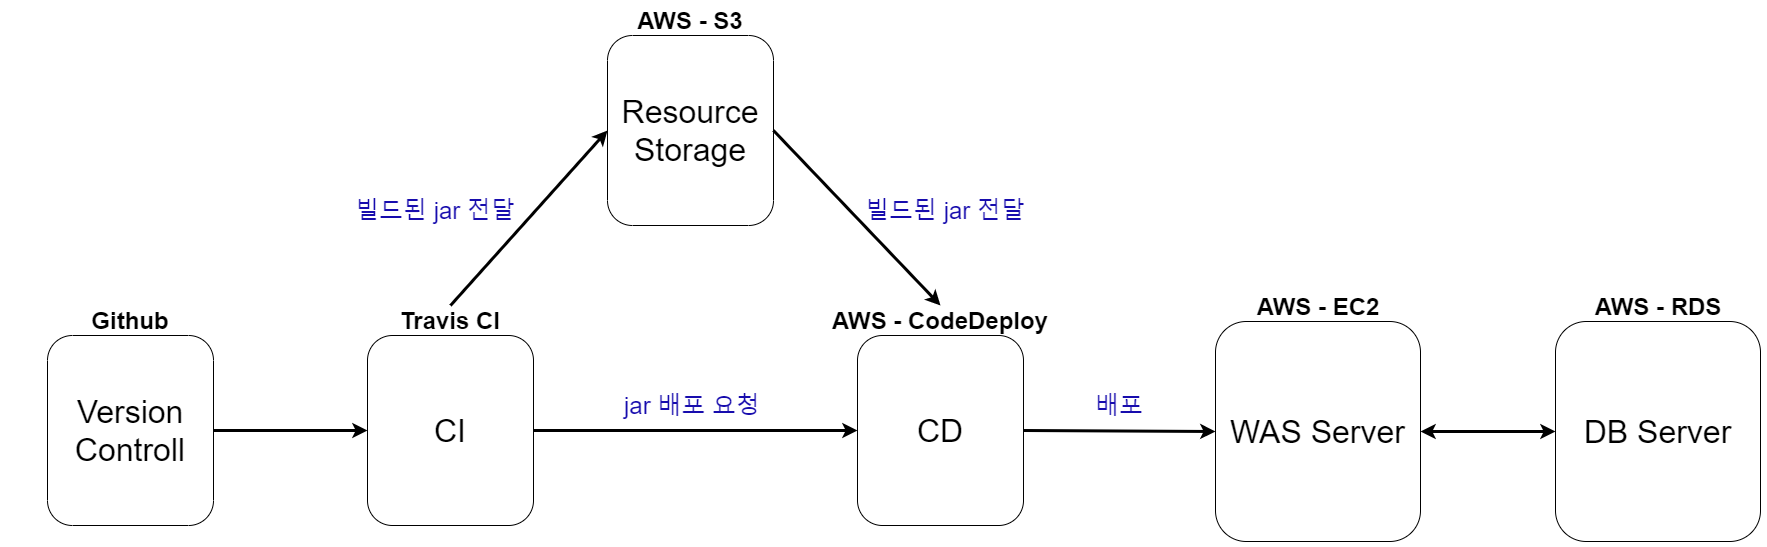 AWS - S3
Resource
Storage
빌드된 jar 전달
빌드된 jar 전달
Github
Version
Controll
Travis CI
CI
jar 배포 요청
AWS - CodeDeploy
CD
배포
AWS - EC2
WAS Server
AWS - RDS
DB Server